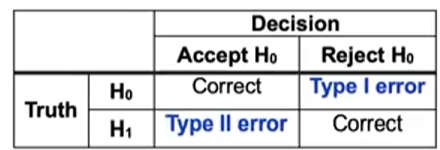 Decision
Accept H₀ Reject H₀
Truth H₀ Correct Type I error
H₁ Type II error Correct